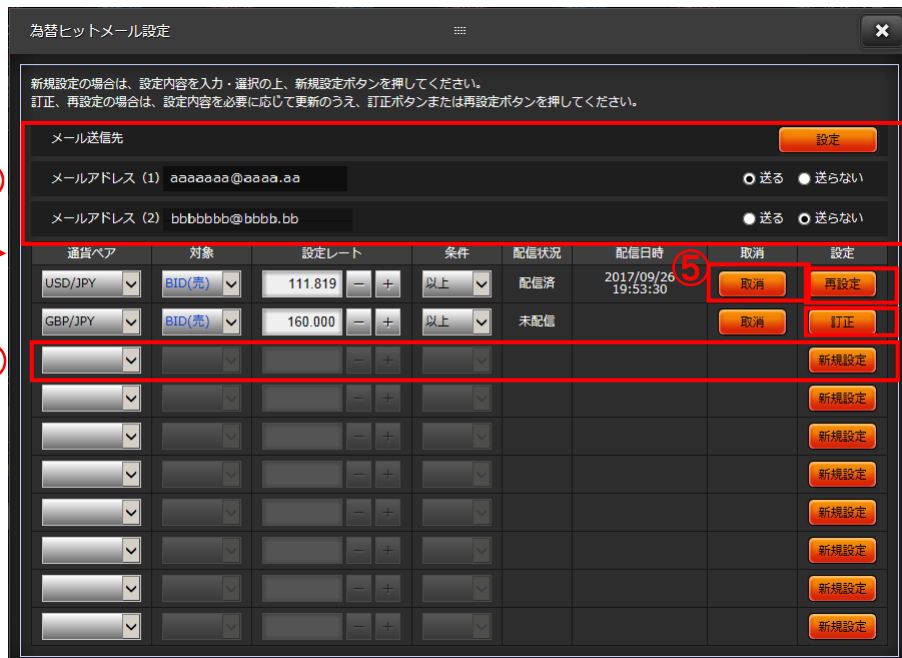 為替ヒットメール設定
新規設定の場合は、設定内容を入力・選択の上、新規設定ボタンを押してください。
訂正、再設定の場合は、設定内容を必要に応じて更新のうえ、訂正ボタンまたは再設定ボタンを押してください。
メール送信先 設定
メールアドレス (1) aaaaaaa@aaaa.aa 送る 送らない
メールアドレス (2) bbbbbbb@bbbb.bb 送る 送らない
通貨ペア 対象 設定レート 条件 配信状況 配信日時 取消 設定
⑤
USD/JPY BID(売) 111.819 － ＋ 以上 配信済 2017/09/26 19:53:30 取消 再設定
GBP/JPY BID(売) 160.000 － ＋ 以上 未配信 取消 訂正
－ ＋ 新規設定
－ ＋ 新規設定
－ ＋ 新規設定
－ ＋ 新規設定
－ ＋ 新規設定
－ ＋ 新規設定
－ ＋ 新規設定
－ ＋ 新規設定